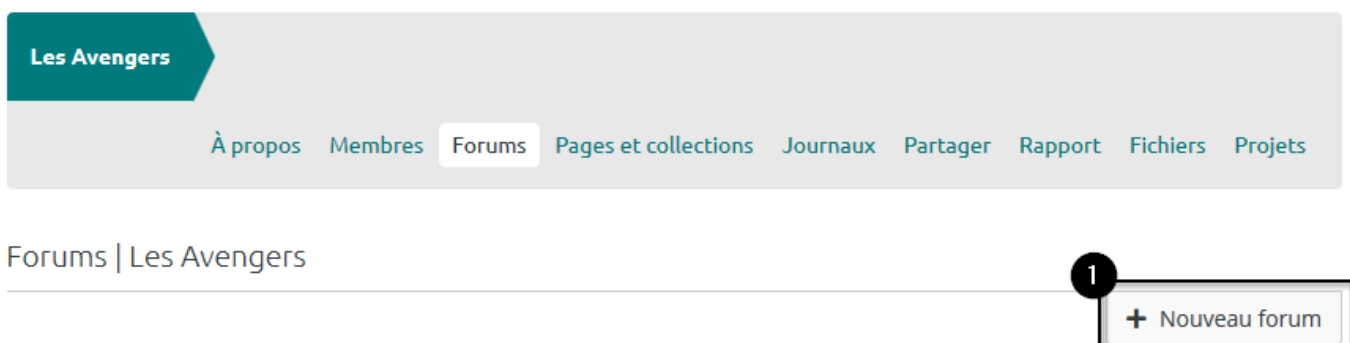 Les Avengers
À propos Membres Forums Pages et collections Journaux Partager Rapport Fichiers Projets
Forums | Les Avengers
1
+ Nouveau forum